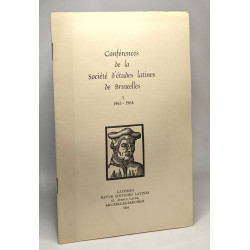 Conférences
de la
Société d'études latines
de Bruxelles
I
1963-1964
LATOMUS
REVUE D'ÉTUDES LATINES
BRUXELLES-BERCHEM